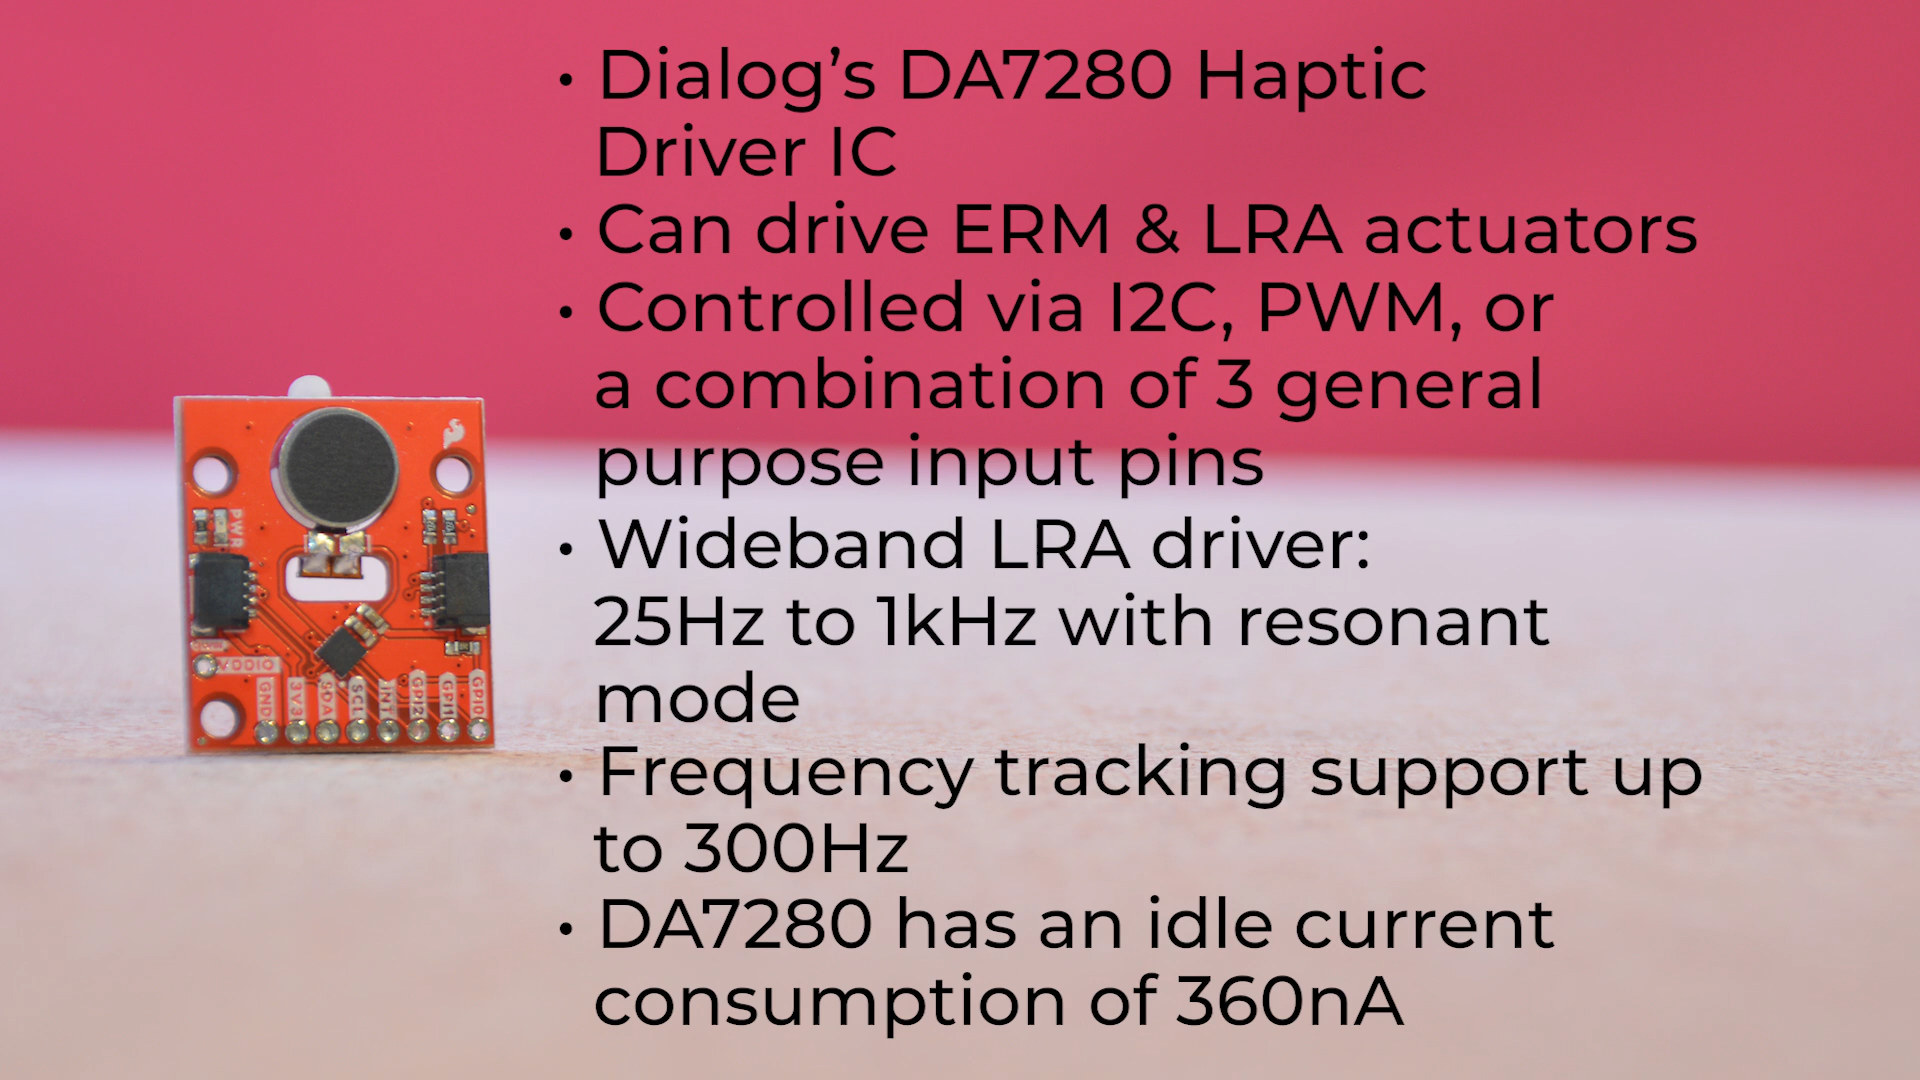 • Dialog’s DA7280 Haptic
Driver IC
• Can drive ERM & LRA actuators
• Controlled via I2C, PWM, or
a combination of 3 general
purpose input pins
• Wideband LRA driver:
25Hz to 1kHz with resonant
mode
• Frequency tracking support up
to 300Hz
• DA7280 has an idle current
consumption of 360nA
PWR
VDDIO
GND
3V3
SDA
SCL
INT
GPI2
GPI1
GPI0